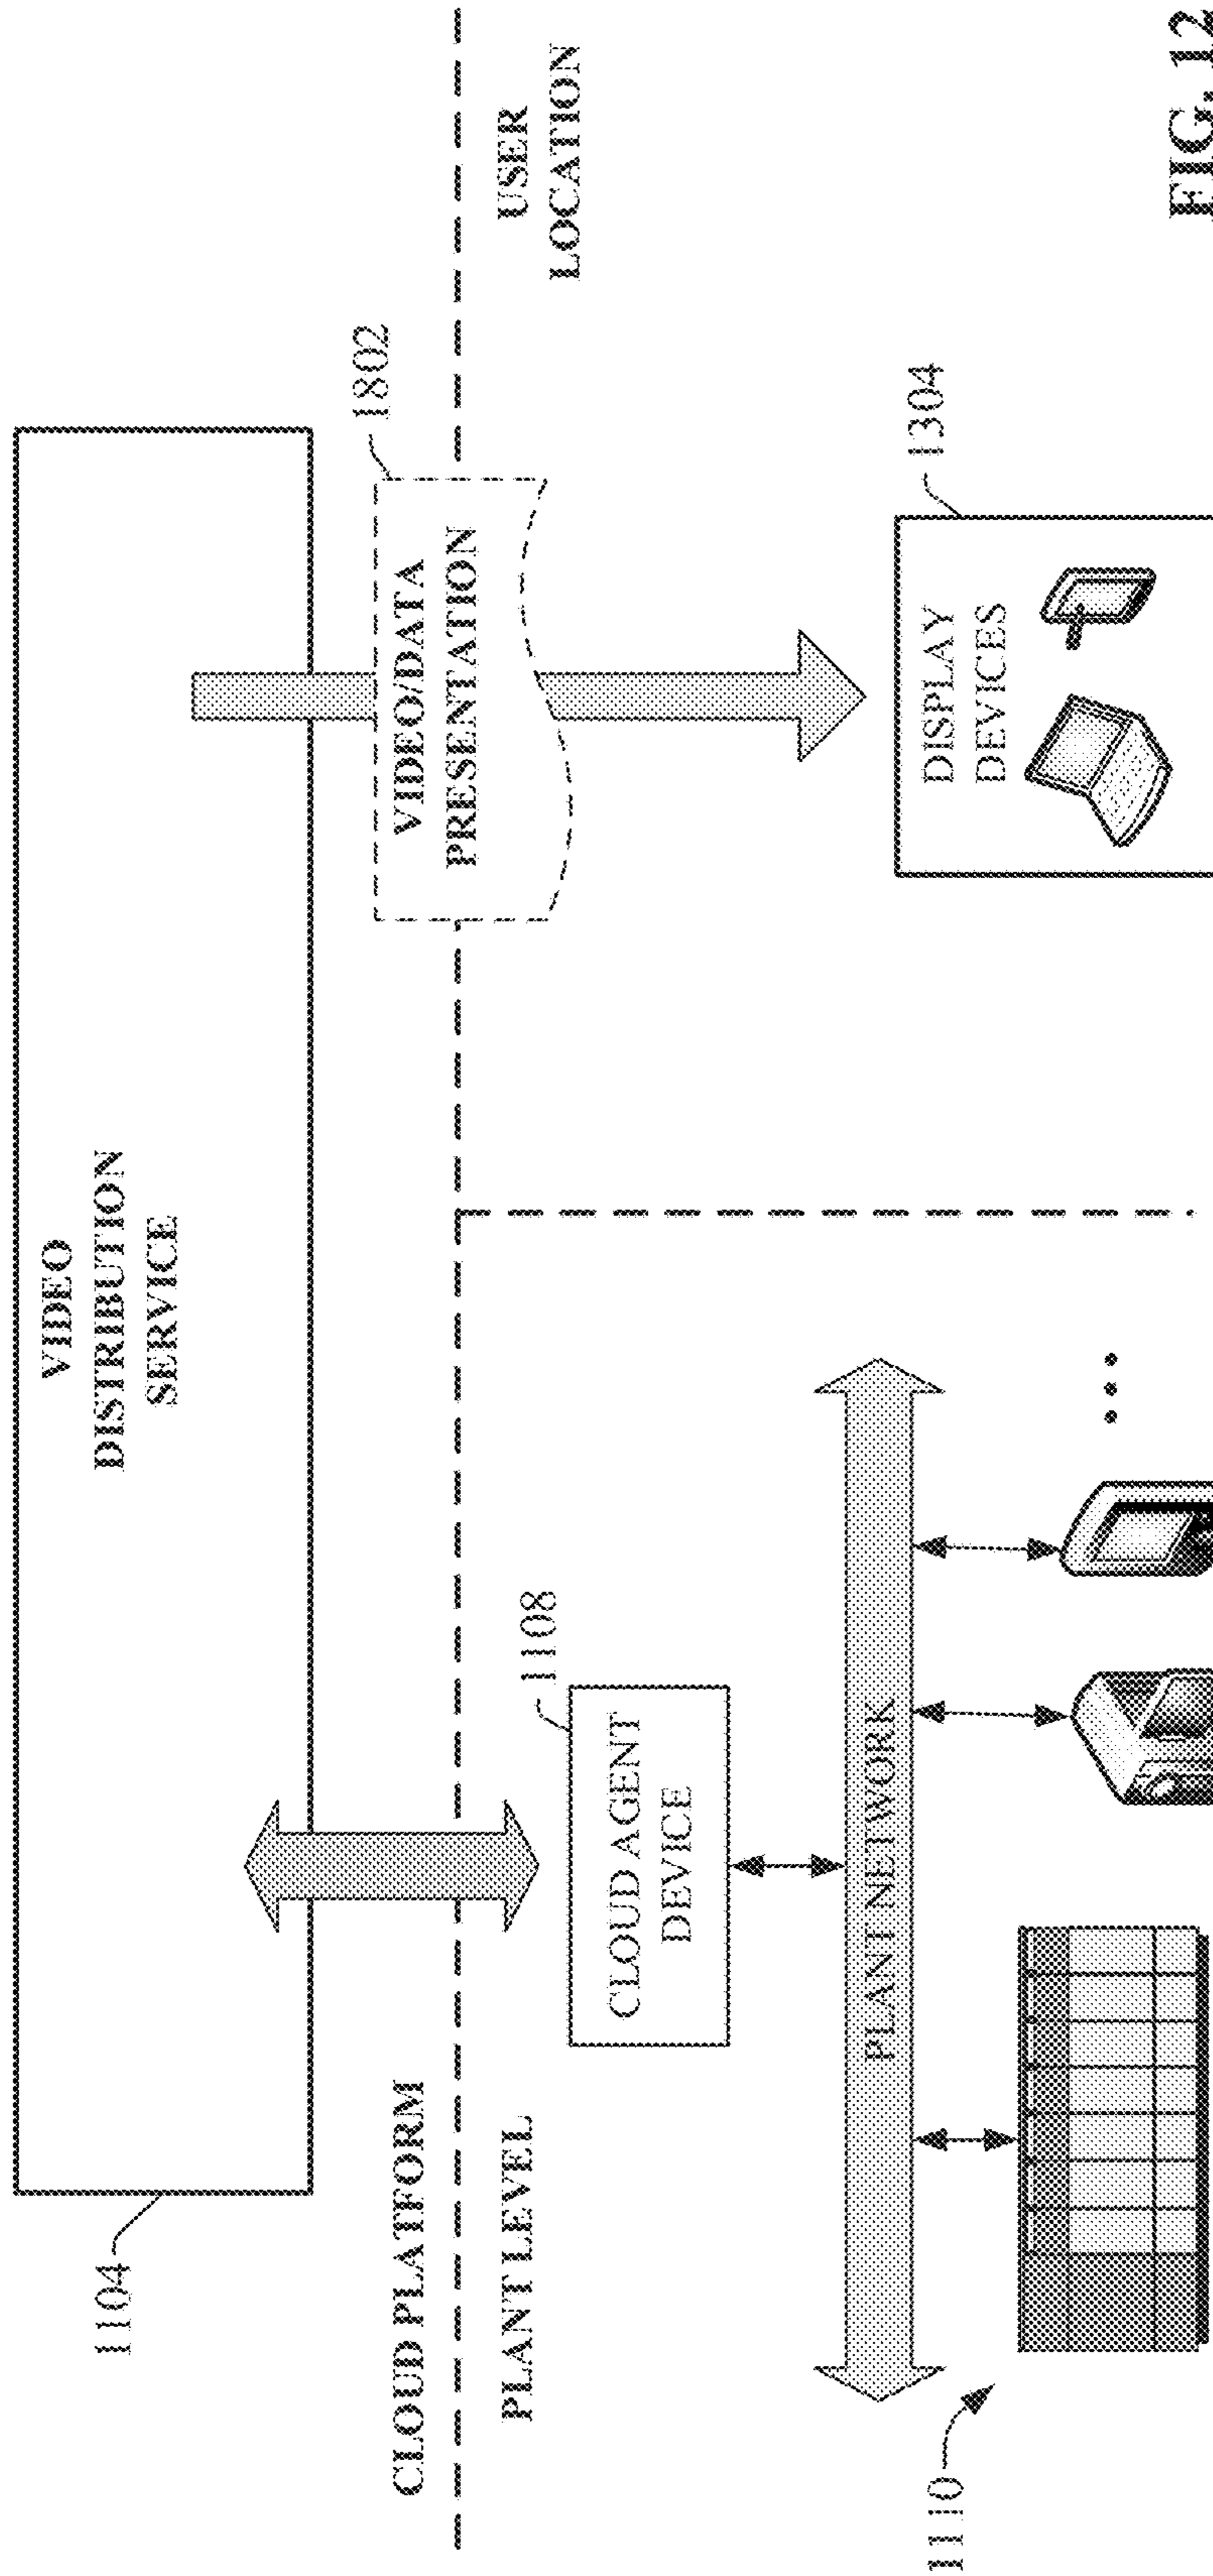 1104
VIDEO
DISTRIBUTION
SERVICE
CLOUD PLATFORM
1802
VIDEO/DATA
PRESENTATION
PLANT LEVEL
USER
LOCATION
1108
CLOUD AGENT
DEVICE
PLANT NETWORK
1110
1304
DISPLAY
DEVICES
FIG. 12